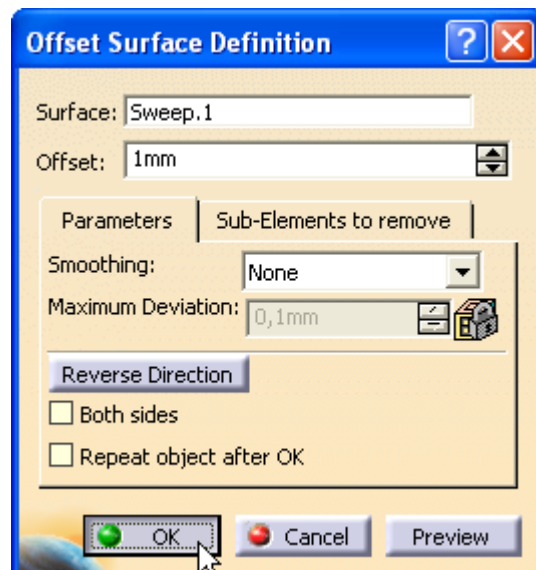 Offset Surface Definition ?
Surface: Sweep.1
Offset: 1mm
Parameters Sub-Elements to remove
Smoothing: None
Maximum Deviation: 0,1mm
Reverse Direction
Both sides
Repeat object after OK
OK Cancel Preview